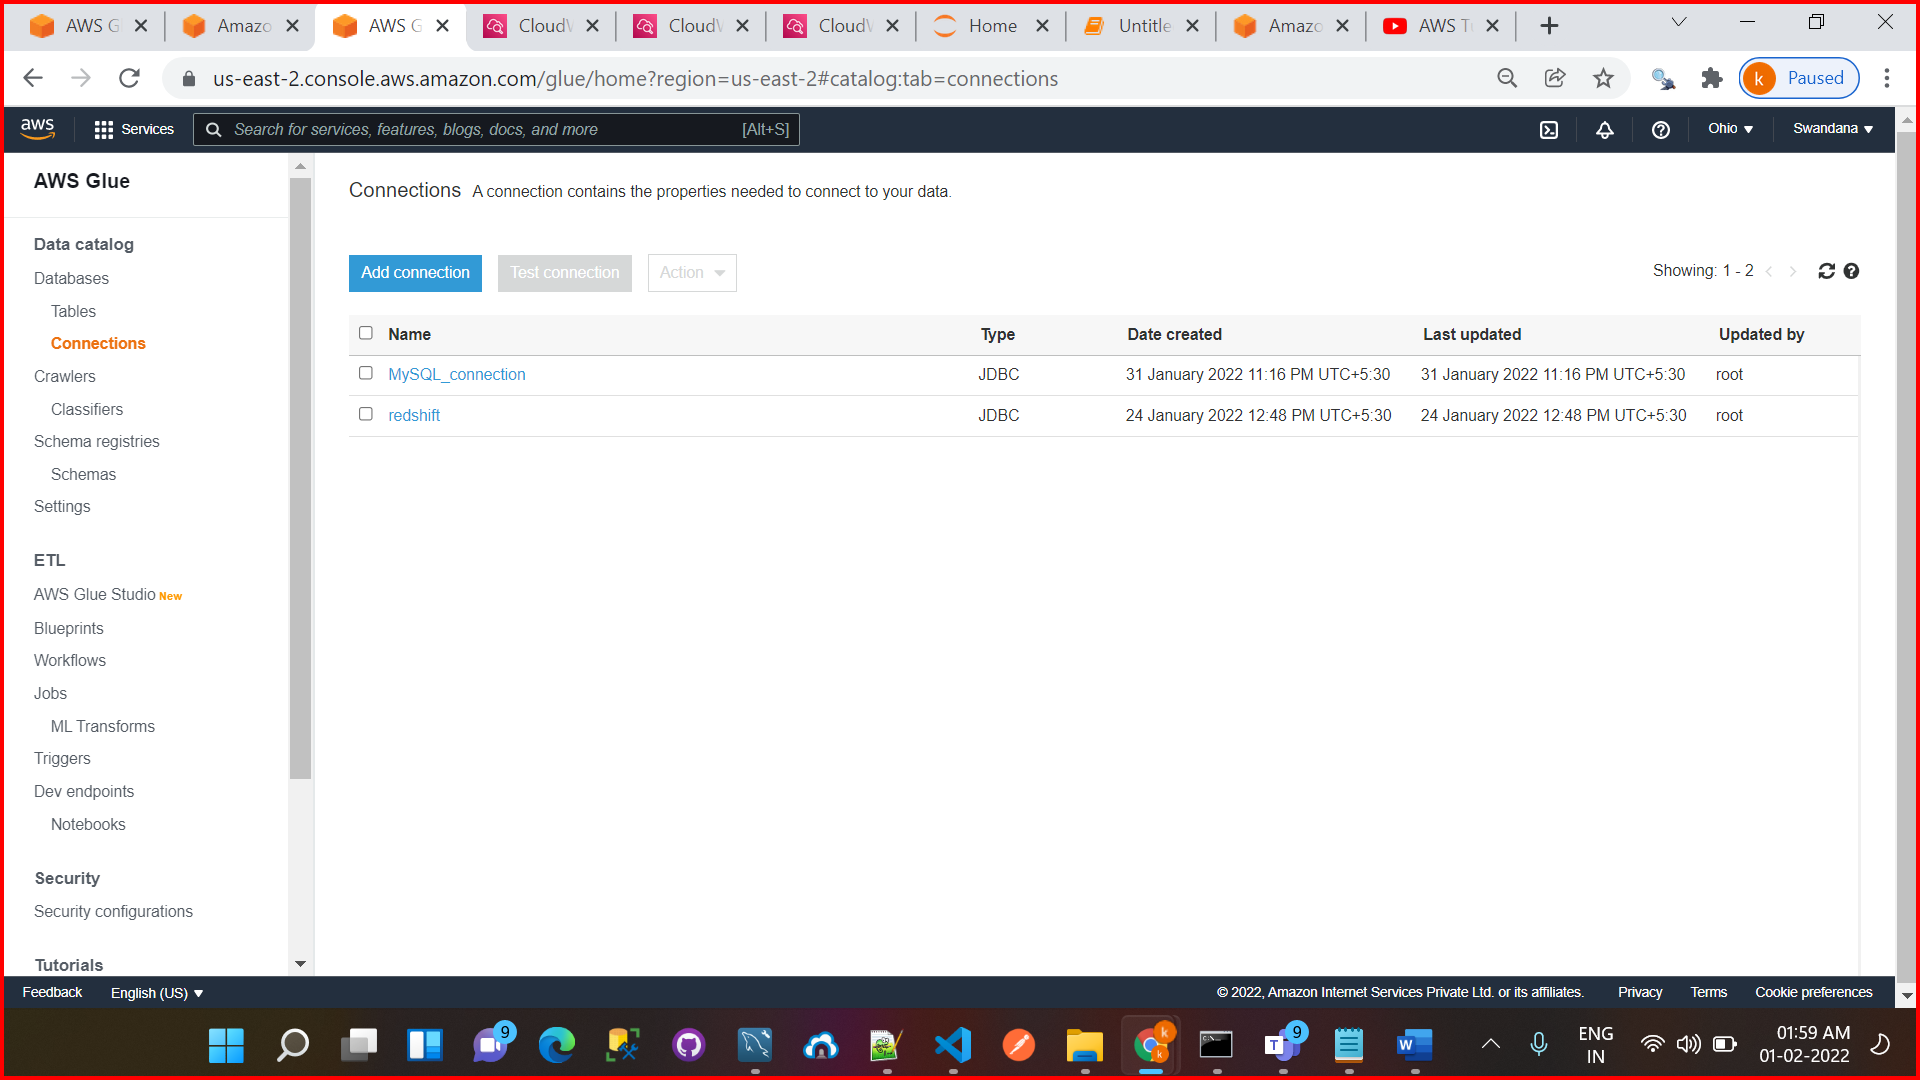 AWS G
Amazo
AWS G
CloudW
CloudW
CloudW
Home
Untitle
Amazo
AWS Tu
us-east-2.console.aws.amazon.com/glue/home?region=us-east-2#catalog:tab=connections
k
Paused
aws
Services
Search for services, features, blogs, docs, and more
[Alt+S]
Ohio
Swandana
AWS Glue
Data catalog
Databases
Tables
Connections
Crawlers
Classifiers
Schema registries
Schemas
Settings
ETL
AWS Glue Studio New
Blueprints
Workflows
Jobs
ML Transforms
Triggers
Dev endpoints
Notebooks
Security
Security configurations
Tutorials
Connections A connection contains the properties needed to connect to your data.
Add connection
Test connection
Action
Showing: 1 - 2
Name Type Date created Last updated Updated by
MySQL_connection JDBC 31 January 2022 11:16 PM UTC+5:30 31 January 2022 11:16 PM UTC+5:30 root
redshift JDBC 24 January 2022 12:48 PM UTC+5:30 24 January 2022 12:48 PM UTC+5:30 root
Feedback
English (US)
© 2022, Amazon Internet Services Private Ltd. or its affiliates.
Privacy
Terms
Cookie preferences
9
k
k
9
ENG
IN
01:59 AM
01-02-2022